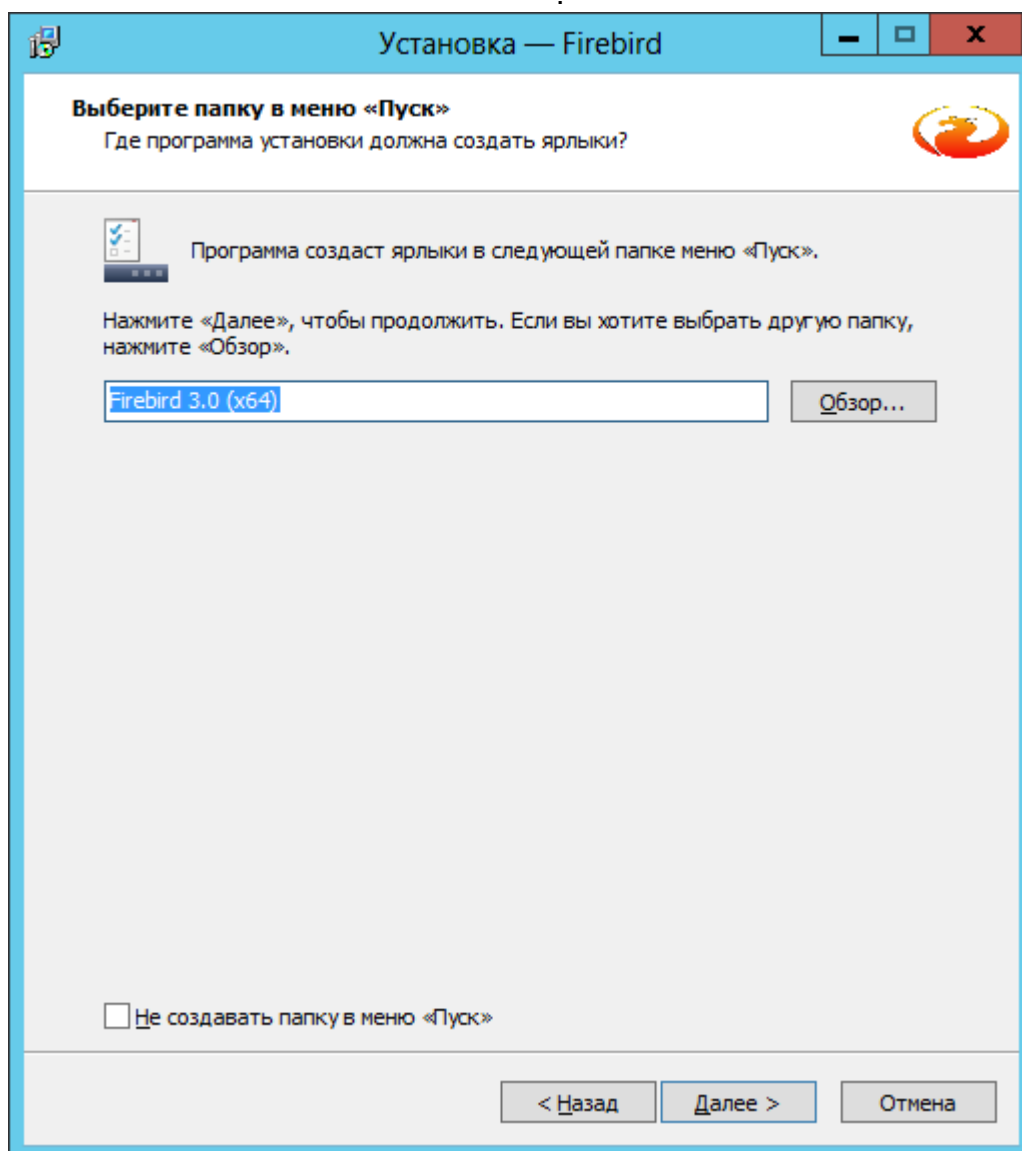 Установка — Firebird
Выберите папку в меню «Пуск»
Где программа установки должна создать ярлыки?
Программа создаст ярлыки в следующей папке меню «Пуск».
Нажмите «Далее», чтобы продолжить. Если вы хотите выбрать другую папку,
нажмите «Обзор».
Firebird 3.0 (x64)
Обзор...
Не создавать папку в меню «Пуск»
< Назад
Далее >
Отмена